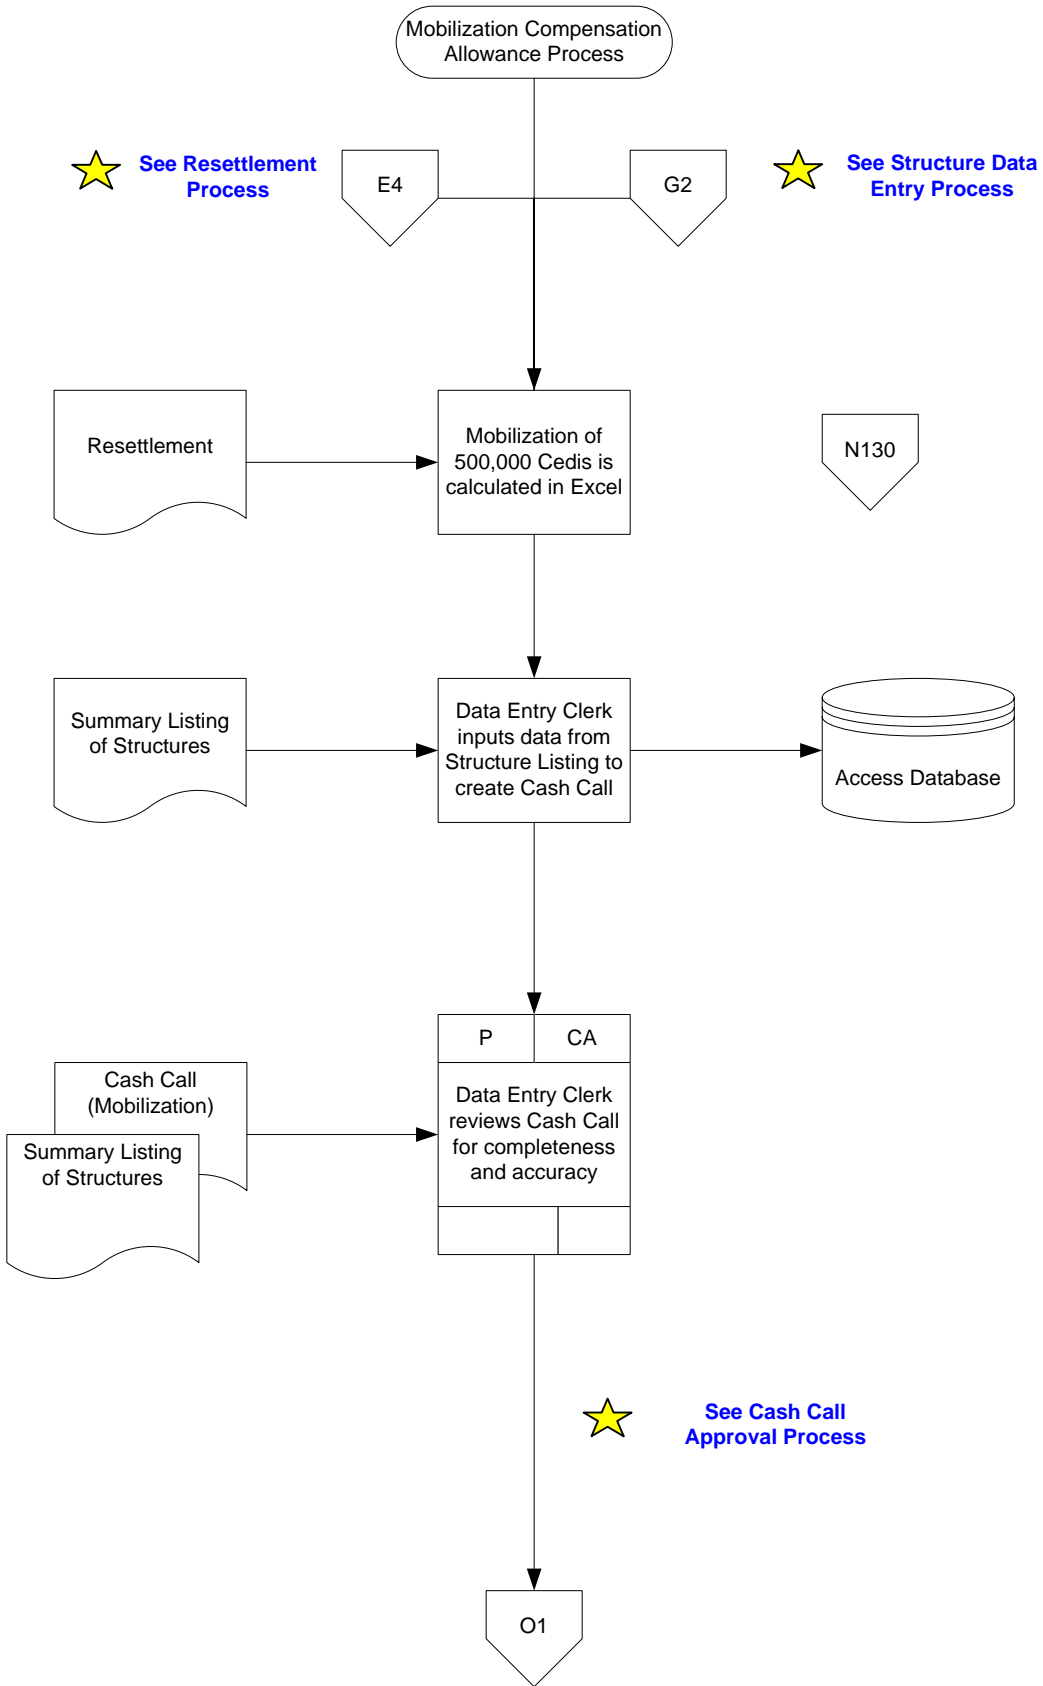 Mobilization Compensation
Allowance Process
See Resettlement
Process
E4
G2
See Structure Data
Entry Process
Resettlement
Mobilization of
500,000 Cedis is
calculated in Excel
N130
Summary Listing
of Structures
Data Entry Clerk
inputs data from
Structure Listing to
create Cash Call
Access Database
P
CA
Cash Call
(Mobilization)
Summary Listing
of Structures
Data Entry Clerk
reviews Cash Call
for completeness
and accuracy
See Cash Call
Approval Process
O1